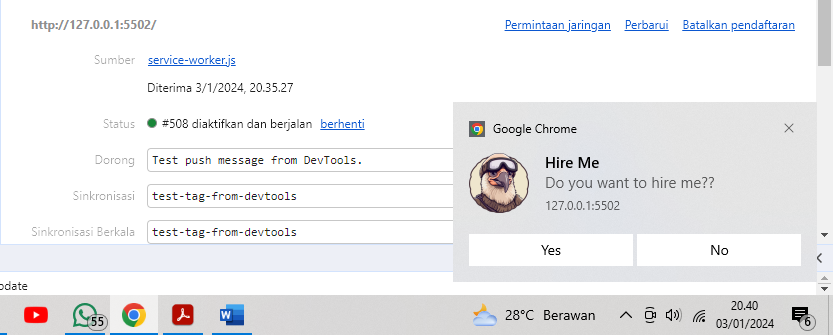 http://127.0.0.1:5502/ Permintaan jaringan Perbarui Batalkan pendaftaran
Sumber service-worker.js
Diterima 3/1/2024, 20.35.27
Status #508 diaktifkan dan berjalan berhenti
Dorong Test push message from DevTools.
Sinkronisasi test-tag-from-devtools
Sinkronisasi Berkala test-tag-from-devtools
Google Chrome
Hire Me
Do you want to hire me??
127.0.0.1:5502
Yes No
pdate
55
W
28°C Berawan
20.40
03/01/2024
6